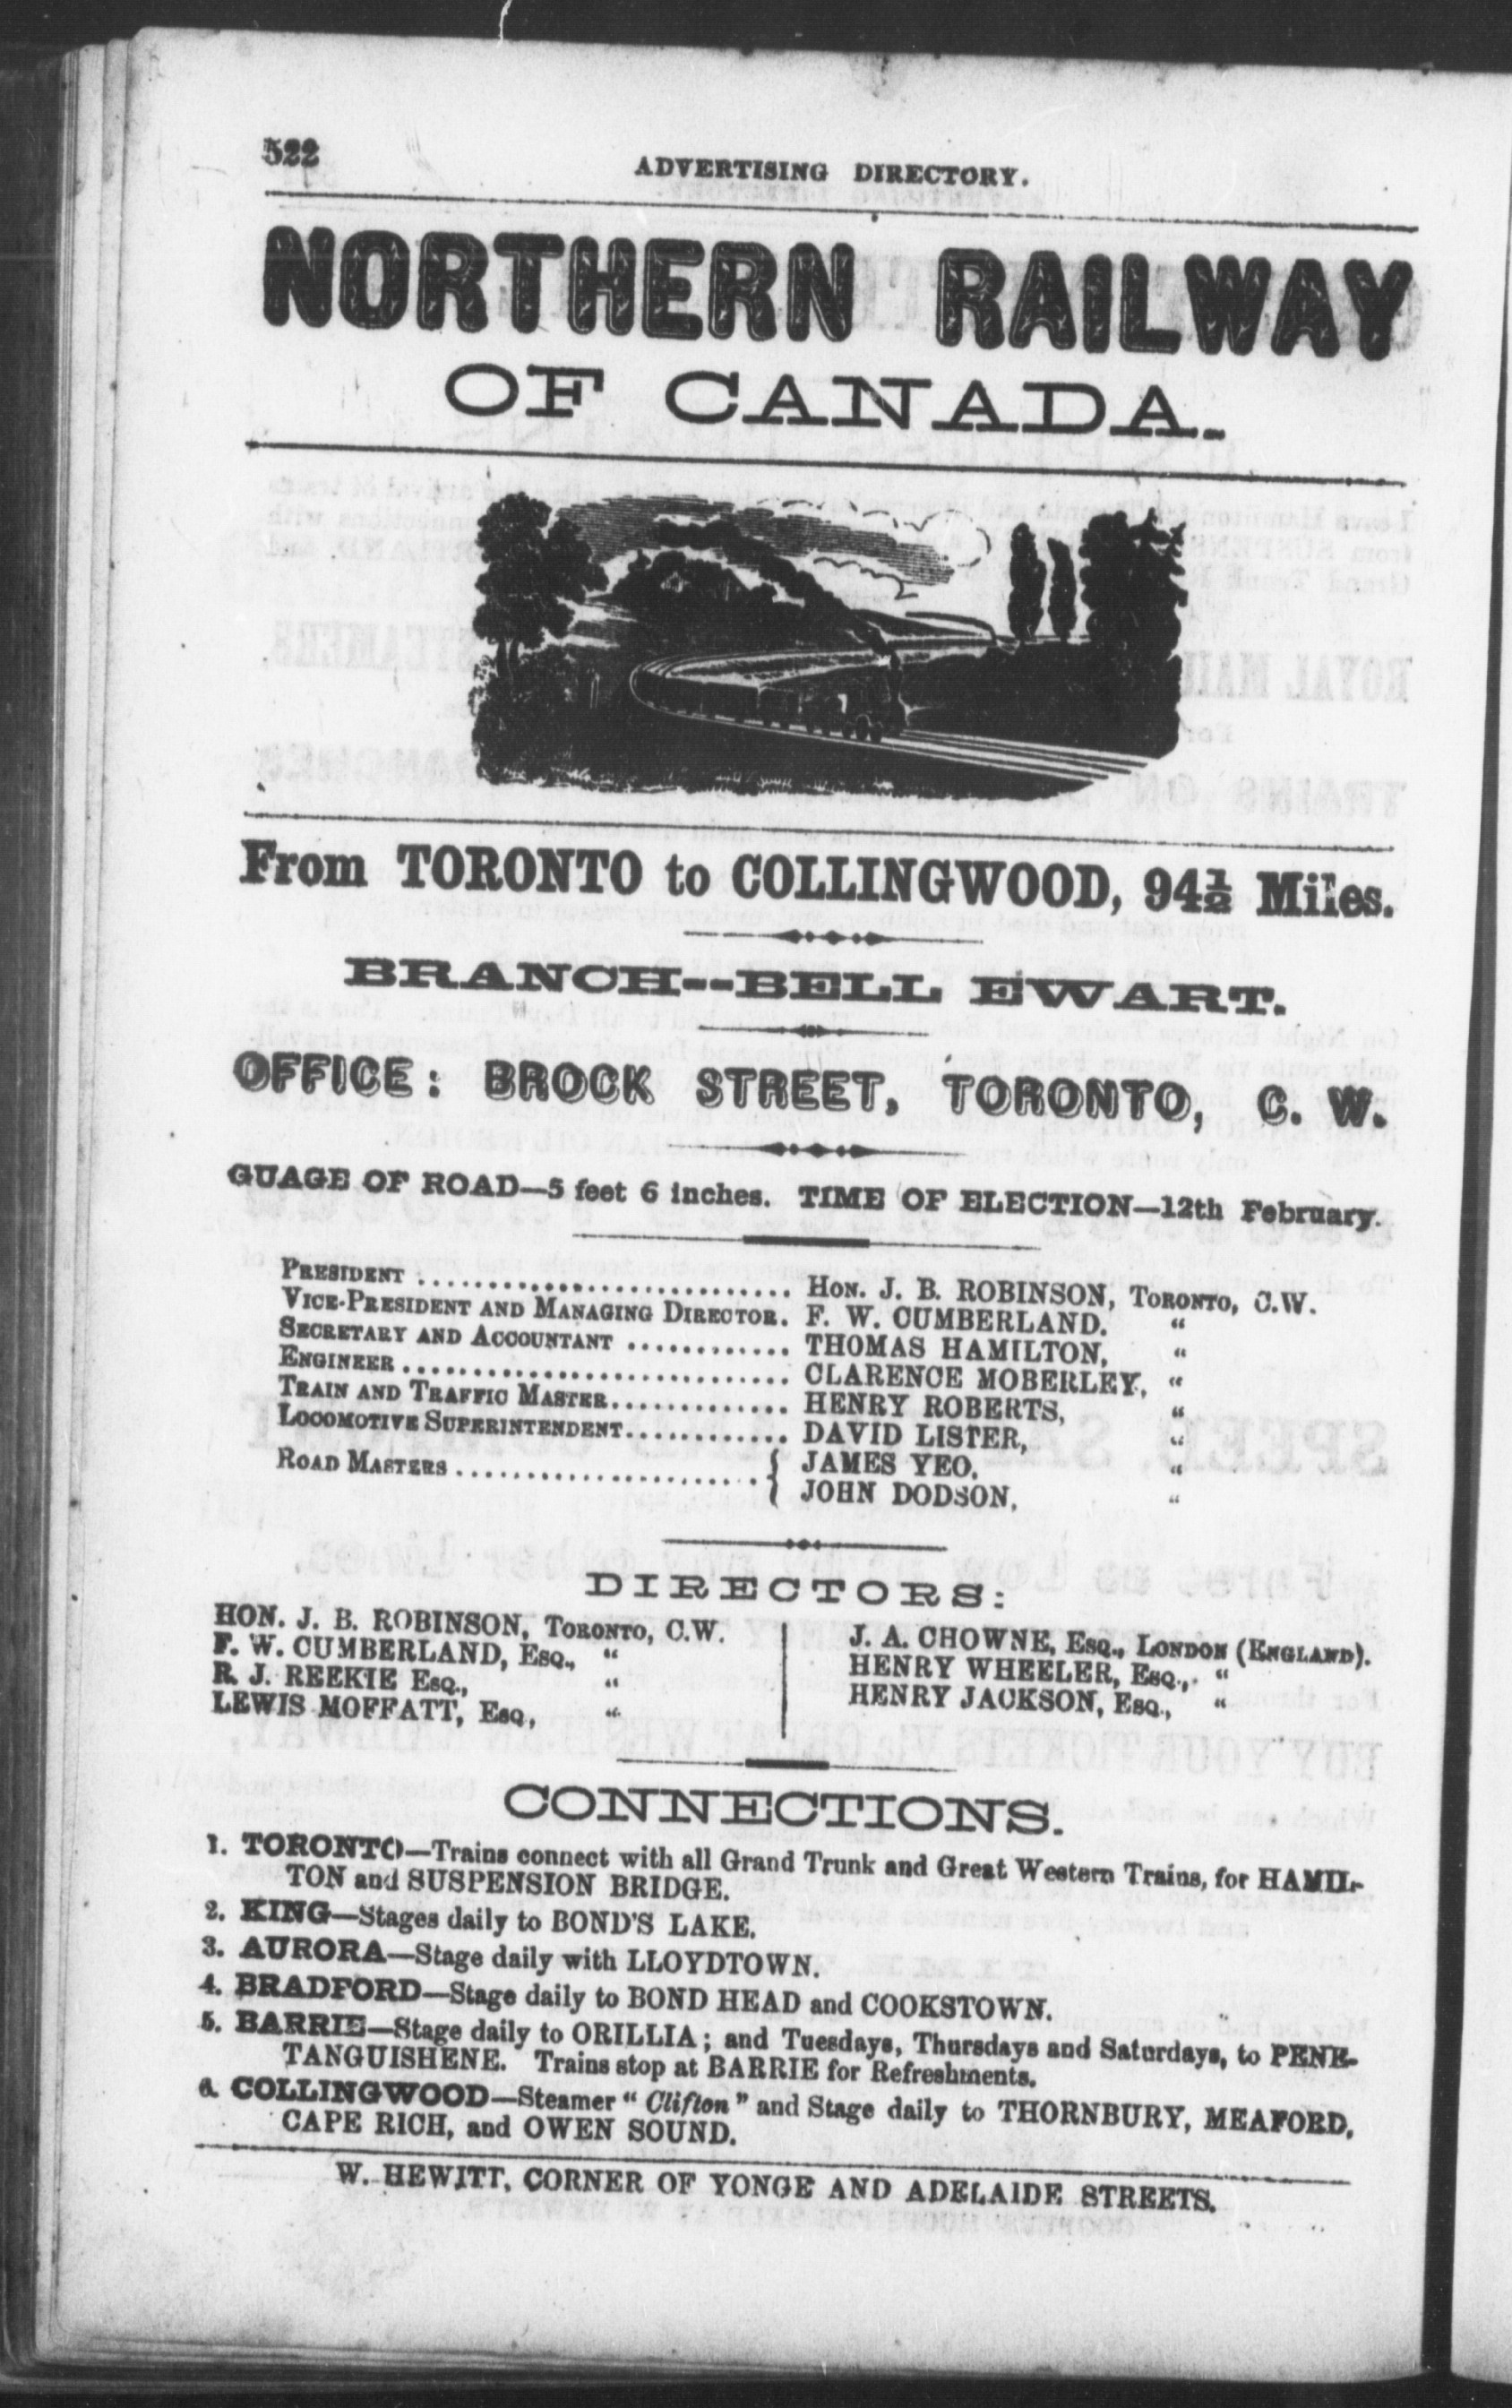 522
ADVERTISING DIRECTORY.
NORTHERN RAILWAY
OF CANADA.
From TORONTO to COLLINGWOOD, 94½ Miles.
BRANCH--BELL EWART.
OFFICE: BROCK STREET, TORONTO, C. W.
GUAGE OF ROAD—5 feet 6 inches. TIME OF ELECTION—12th February.
PRESIDENT .............................. HON. J. B. ROBINSON, TORONTO, C.W.
VICE-PRESIDENT AND MANAGING DIRECTOR. F. W. CUMBERLAND. "
SECRETARY AND ACCOUNTANT ............ THOMAS HAMILTON, "
ENGINEER .............................. CLARENCE MOBERLEY, "
TRAIN AND TRAFFIC MASTER............. HENRY ROBERTS, "
LOCOMOTIVE SUPERINTENDENT............ DAVID LISTER, "
ROAD MASTERS ....................... { JAMES YEO, "
JOHN DODSON, "
DIRECTORS:
HON. J. B. ROBINSON, TORONTO, C.W.
F. W. CUMBERLAND, ESQ., "
R. J. REEKIE ESQ., "
LEWIS MOFFATT, ESQ, "
J. A. CHOWNE, ESQ., LONDON (ENGLAND).
HENRY WHEELER, ESQ., "
HENRY JACKSON, ESQ., "
CONNECTIONS.
1. TORONTO—Trains connect with all Grand Trunk and Great Western Trains, for HAMIL-
TON and SUSPENSION BRIDGE.
2. KING—Stages daily to BOND'S LAKE.
3. AURORA—Stage daily with LLOYDTOWN.
4. BRADFORD—Stage daily to BOND HEAD and COOKSTOWN.
5. BARRIE—Stage daily to ORILLIA; and Tuesdays, Thursdays and Saturdays, to PENE-
TANGUISHENE. Trains stop at BARRIE for Refreshments.
6. COLLINGWOOD—Steamer "Clifton" and Stage daily to THORNBURY, MEAFORD,
CAPE RICH, and OWEN SOUND.
W. HEWITT, CORNER OF YONGE AND ADELAIDE STREETS.